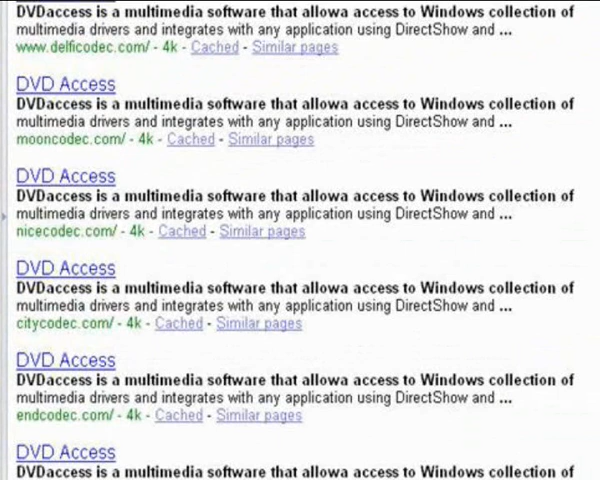 DVDaccess is a multimedia software that allowa access to Windows collection of
multimedia drivers and integrates with any application using DirectShow and ...
www.delficodec.com/ - 4k - Cached - Similar pages
DVD Access
DVDaccess is a multimedia software that allowa access to Windows collection of
multimedia drivers and integrates with any application using DirectShow and ...
mooncodec.com/ - 4k - Cached - Similar pages
DVD Access
DVDaccess is a multimedia software that allowa access to Windows collection of
multimedia drivers and integrates with any application using DirectShow and ...
nicecodec.com/ - 4k - Cached - Similar pages
DVD Access
DVDaccess is a multimedia software that allowa access to Windows collection of
multimedia drivers and integrates with any application using DirectShow and ...
citycodec.com/ - 4k - Cached - Similar pages
DVD Access
DVDaccess is a multimedia software that allowa access to Windows collection of
multimedia drivers and integrates with any application using DirectShow and ...
endcodec.com/ - 4k - Cached - Similar pages
DVD Access
DVDaccess is a multimedia software that allowa access to Windows collection of